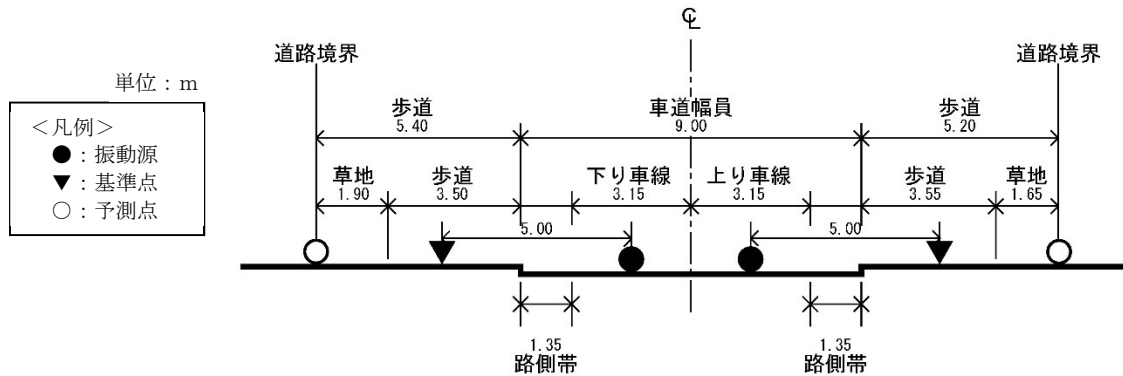 ℄
道路境界
道路境界
単位：m
歩道
5.40
車道幅員
9.00
歩道
5.20
＜凡例＞
●：振動源
▼：基準点
○：予測点
草地
1.90
歩道
3.50
下り車線
3.15
上り車線
3.15
歩道
3.55
草地
1.65
5.00
5.00
1.35
路側帯
1.35
路側帯